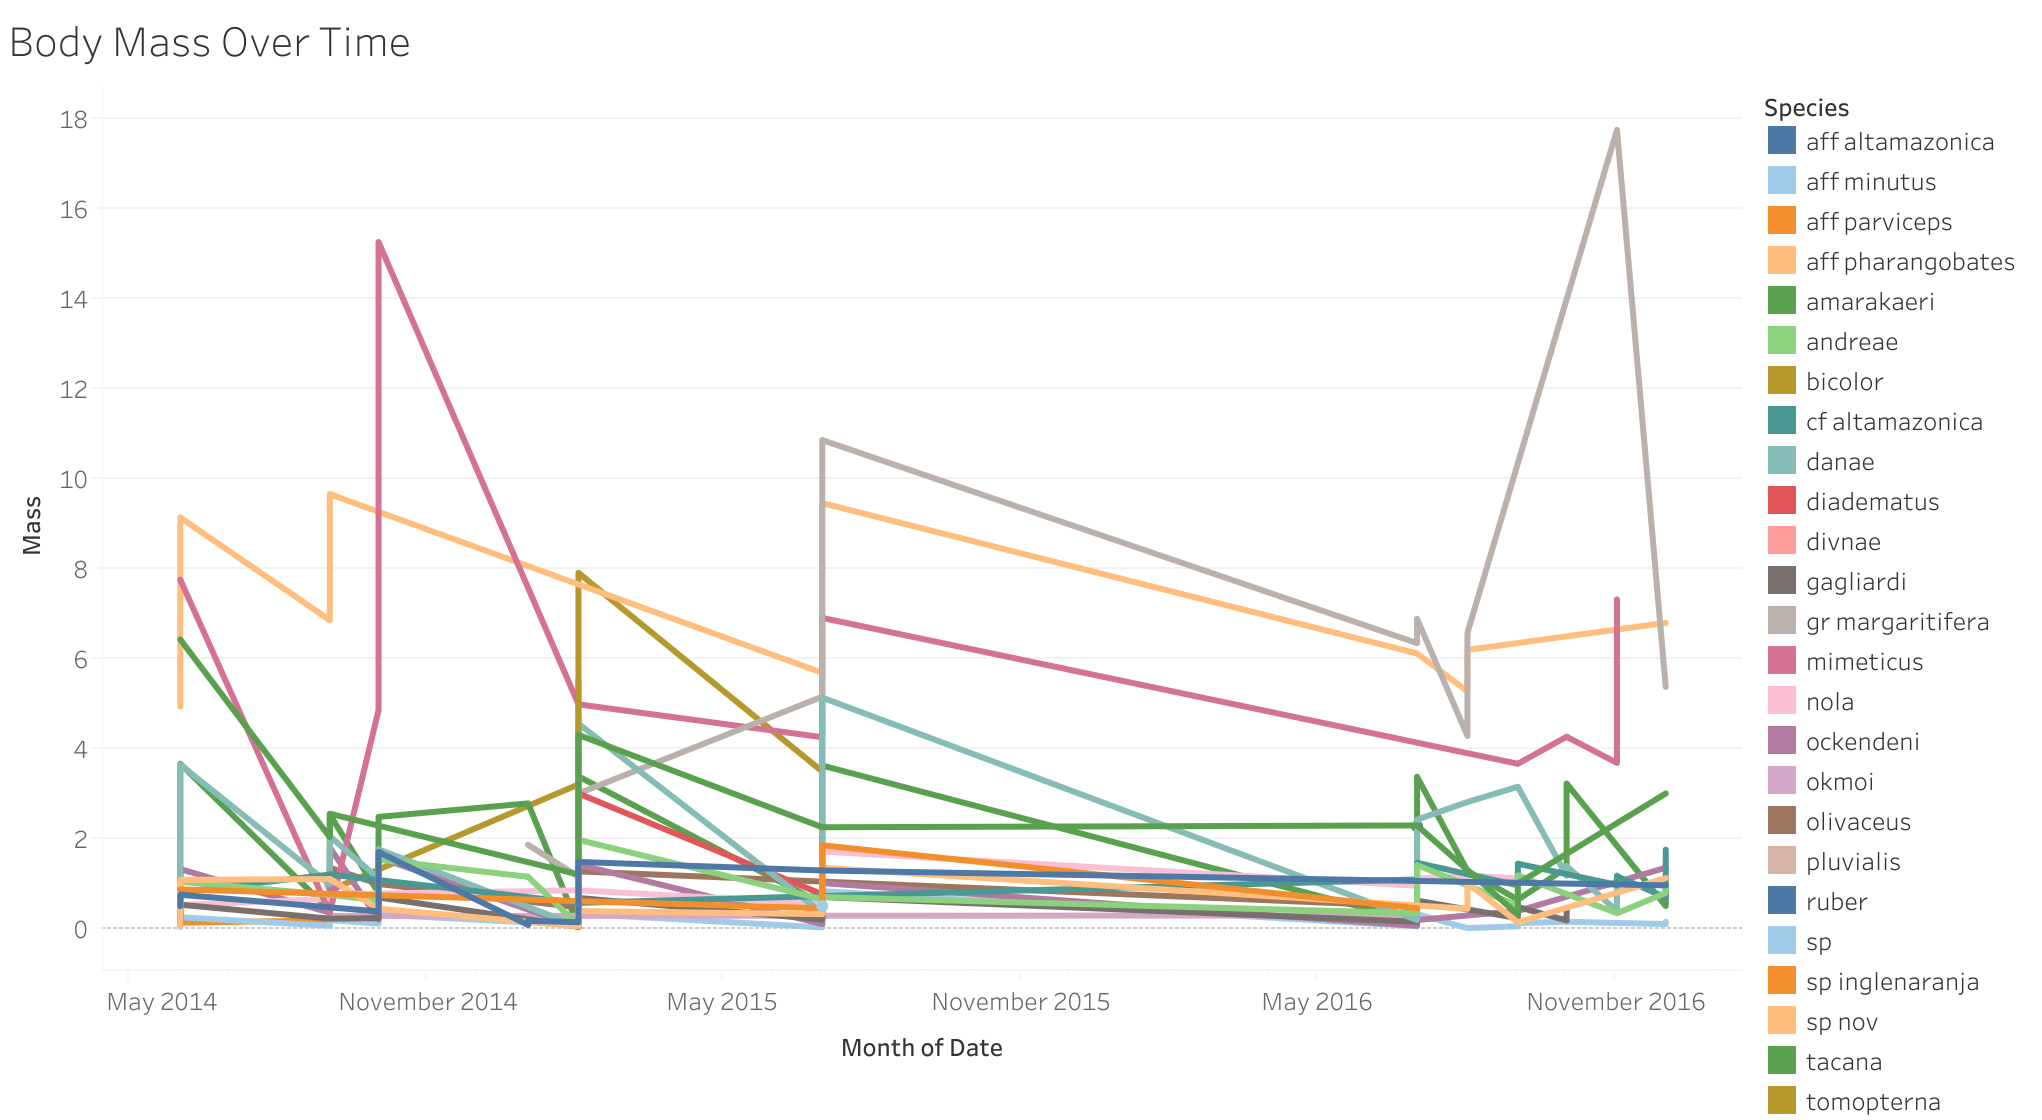 Body Mass Over Time
Species
aff altamazonica
aff minutus
aff parviceps
aff pharangobates
amarakaeri
andreae
bicolor
cf altamazonica
danae
diadematus
divnae
gagliardi
gr margaritifera
mimeticus
nola
ockendeni
okmoi
olivaceus
pluvialis
ruber
sp
sp inglenaranja
sp nov
tacana
tomopterna
Mass
18
16
14
12
10
8
6
4
2
0
May 2014
November 2014
May 2015
November 2015
May 2016
November 2016
Month of Date